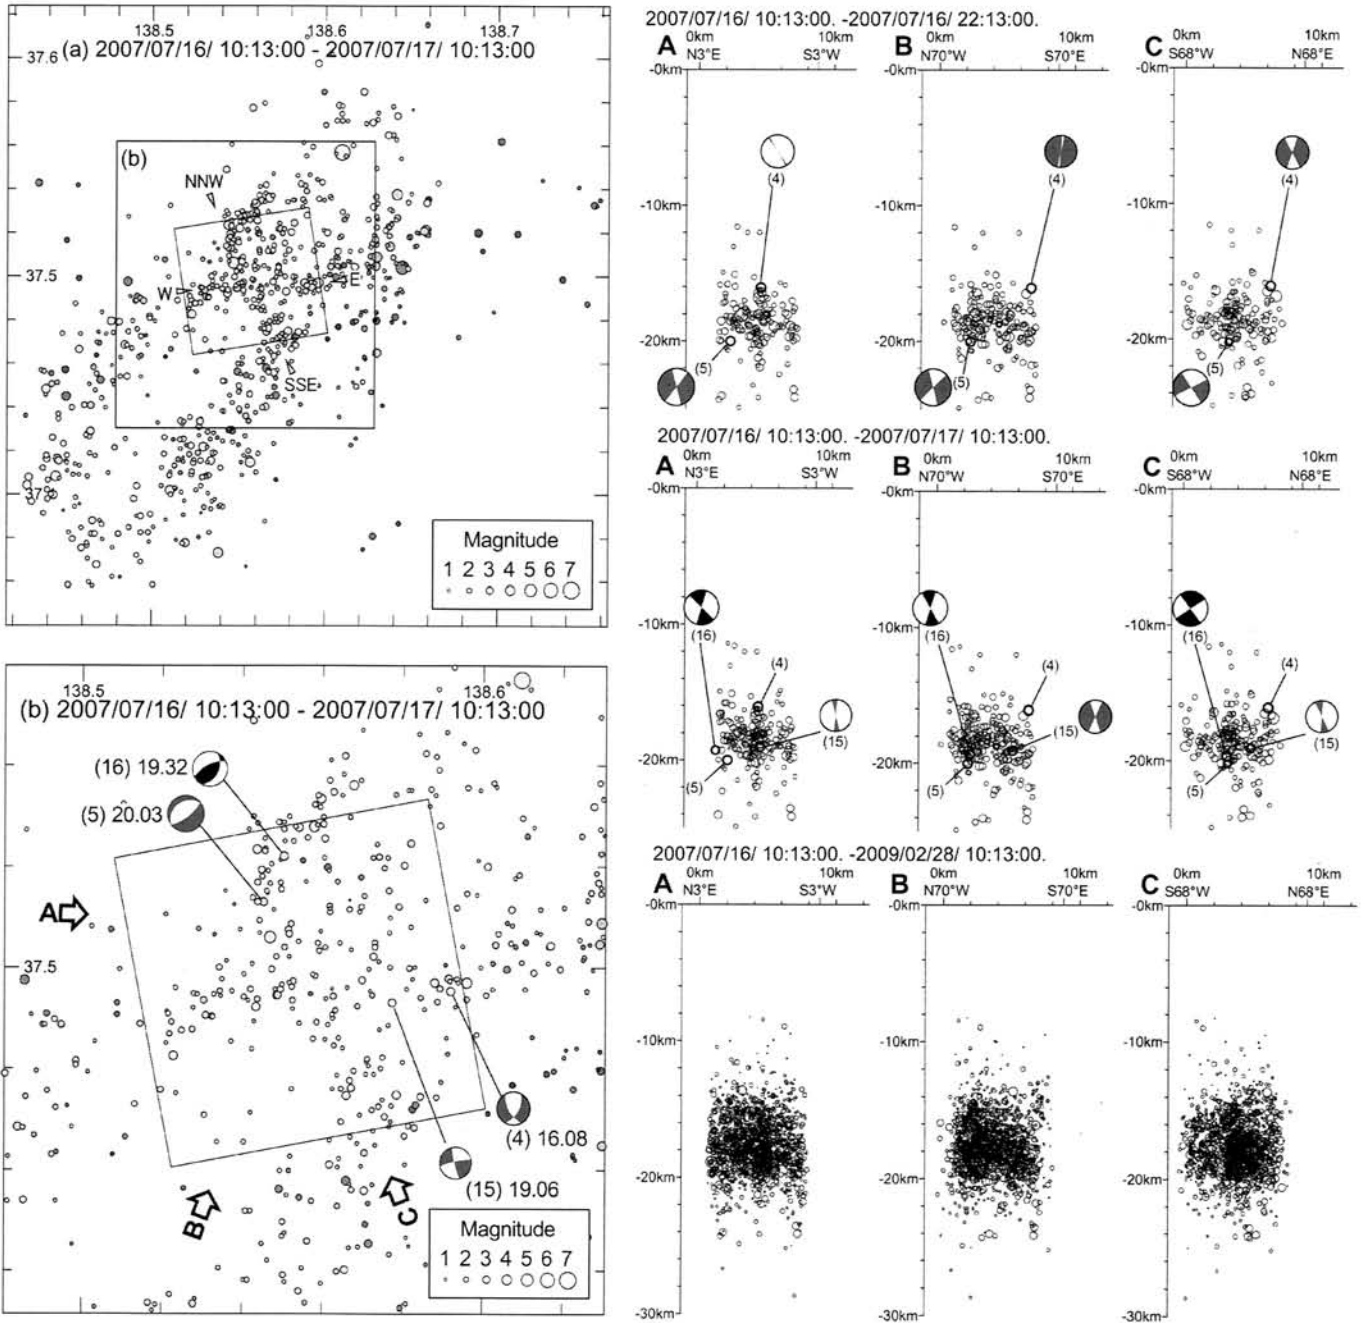 138.5 138.6 138.7
37.6
(a) 2007/07/16/ 10:13:00 - 2007/07/17/ 10:13:00
(b)
NNW
37.5
W
E
SSE
Magnitude
1 2 3 4 5 6 7
138.5 138.6
(b) 2007/07/16/ 10:13:00 - 2007/07/17/ 10:13:00
(16) 19.32
(5) 20.03
A
37.5
(4) 16.08
(15) 19.06
B
C
Magnitude
1 2 3 4 5 6 7
2007/07/16/ 10:13:00. -2007/07/16/ 22:13:00.
A 0km 10km
N3°E S3°W
B 0km 10km
N70°W S70°E
C 0km 10km
S68°W N68°E
-0km -0km -0km
(4) (4) (4)
-10km -10km -10km
-20km -20km -20km
(5) (5) (5)
2007/07/16/ 10:13:00. -2007/07/17/ 10:13:00.
A 0km 10km
N3°E S3°W
B 0km 10km
N70°W S70°E
C 0km 10km
S68°W N68°E
-0km -0km -0km
-10km -10km -10km
(16) (16) (16)
(4) (4) (4)
(15) (15) (15)
-20km -20km -20km
(5) (5) (5)
2007/07/16/ 10:13:00. -2009/02/28/ 10:13:00.
A 0km 10km
N3°E S3°W
B 0km 10km
N70°W S70°E
C 0km 10km
S68°W N68°E
-0km -0km -0km
-10km -10km -10km
-20km -20km -20km
-30km -30km -30km